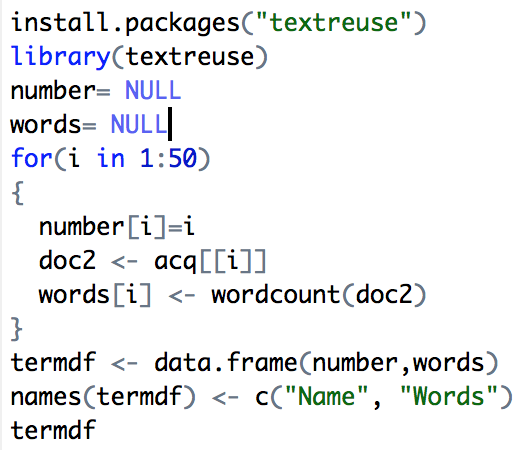 install.packages("textreuse")
library(textreuse)
number= NULL
words= NULL
for(i in 1:50)
{
  number[i]=i
  doc2 <- acq[[i]]
  words[i] <- wordcount(doc2)
}
termdf <- data.frame(number,words)
names(termdf) <- c("Name", "Words")
termdf